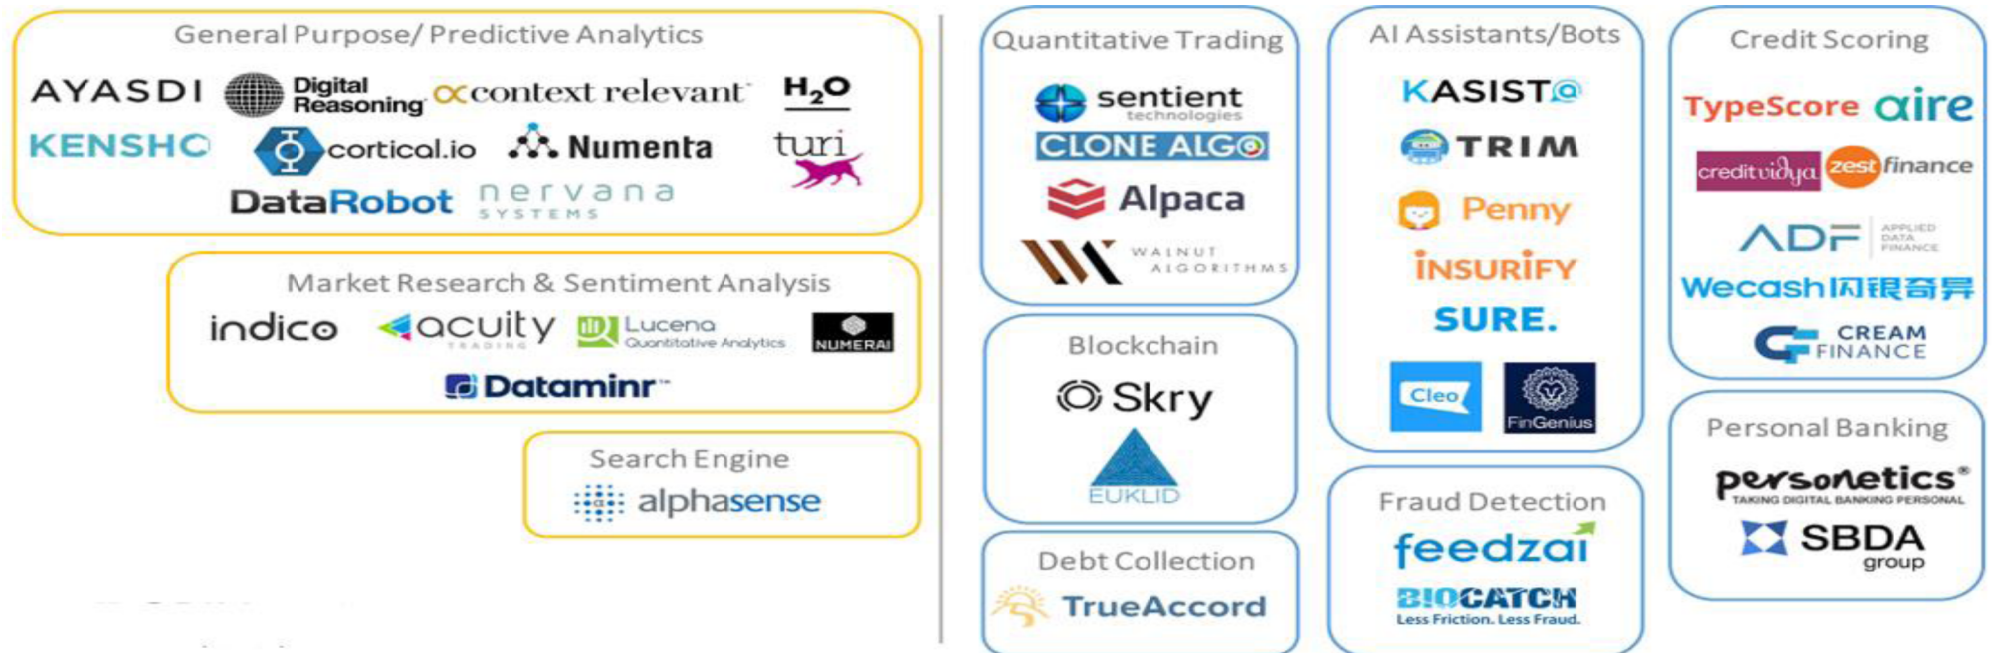 General Purpose/ Predictive Analytics
AYASDI Digital Reasoning context relevant H2O
KENSHO cortical.io Numenta turi
DataRobot nervana SYSTEMS
Market Research & Sentiment Analysis
indico acuity TRADING Lucena Quantitative Analytics NUMERAI
Dataminr™
Search Engine
alphasense
Quantitative Trading
sentient
technologies
CLONE ALGO
Alpaca
WALNUT
ALGORITHMS
Blockchain
Skry
EUKLID
Debt Collection
TrueAccord
AI Assistants/Bots
KASISTO
TRIM
Penny
iNSURiFY
SURE.
Cleo FinGenius
Fraud Detection
feedzai
BIOCATCH
Less Friction. Less Fraud.
Credit Scoring
TypeScore aire
creditvidya zest finance
ADF APPLIED DATA FINANCE
Wecash闪银奇异
CREAM
FINANCE
Personal Banking
personetics®
TAKING DIGITAL BANKING PERSONAL
SBDA
group